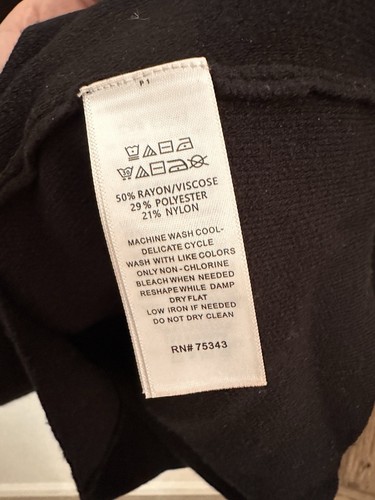 P1
50% RAYON/VISCOSE
29% POLYESTER
21% NYLON
MACHINE WASH COOL-
DELICATE CYCLE
WASH WITH LIKE COLORS
ONLY NON-CHLORINE
BLEACH WHEN NEEDED
RESHAPE WHILE DAMP
DRY FLAT
LOW IRON IF NEEDED
DO NOT DRY CLEAN
RN# 75343